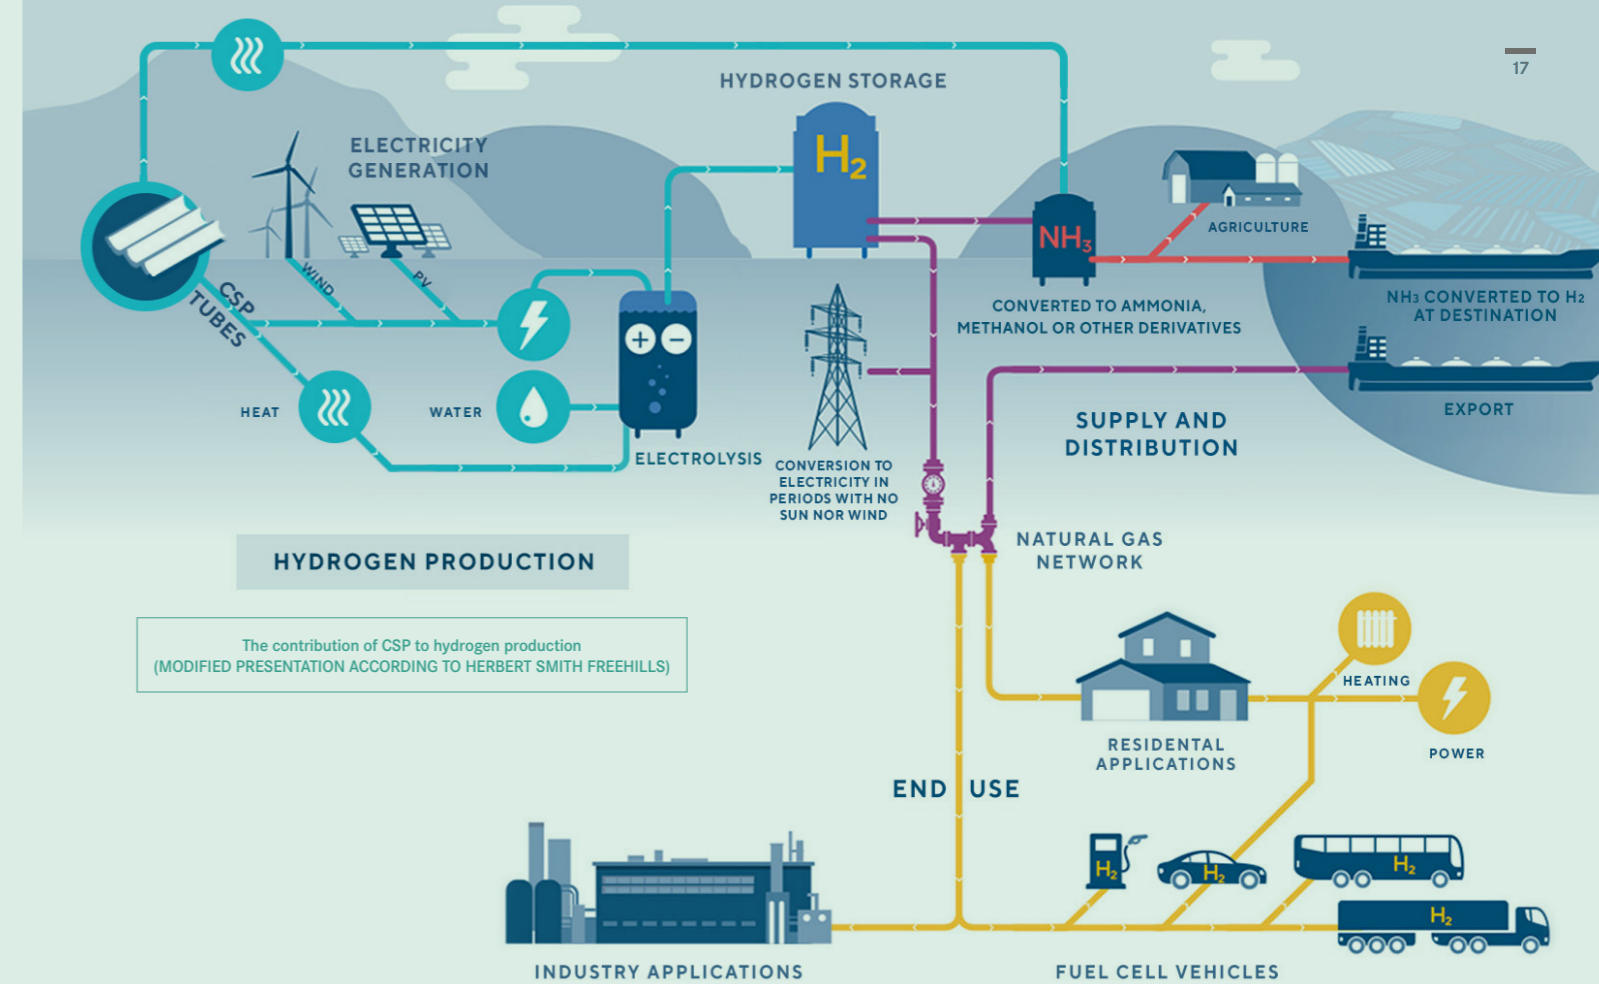 17
HYDROGEN STORAGE
H₂
ELECTRICITY
GENERATION
WIND
PV
CSP
TUBES
HEAT
WATER
+ −
ELECTROLYSIS
NH₃
AGRICULTURE
CONVERTED TO AMMONIA,
METHANOL OR OTHER DERIVATIVES
NH₃ CONVERTED TO H₂
AT DESTINATION
EXPORT
SUPPLY AND
DISTRIBUTION
CONVERSION TO
ELECTRICITY IN
PERIODS WITH NO
SUN NOR WIND
NATURAL GAS
NETWORK
HYDROGEN PRODUCTION
The contribution of CSP to hydrogen production
(MODIFIED PRESENTATION ACCORDING TO HERBERT SMITH FREEHILLS)
HEATING
POWER
RESIDENTAL
APPLICATIONS
END USE
H₂
H₂
H₂
H₂
INDUSTRY APPLICATIONS
FUEL CELL VEHICLES